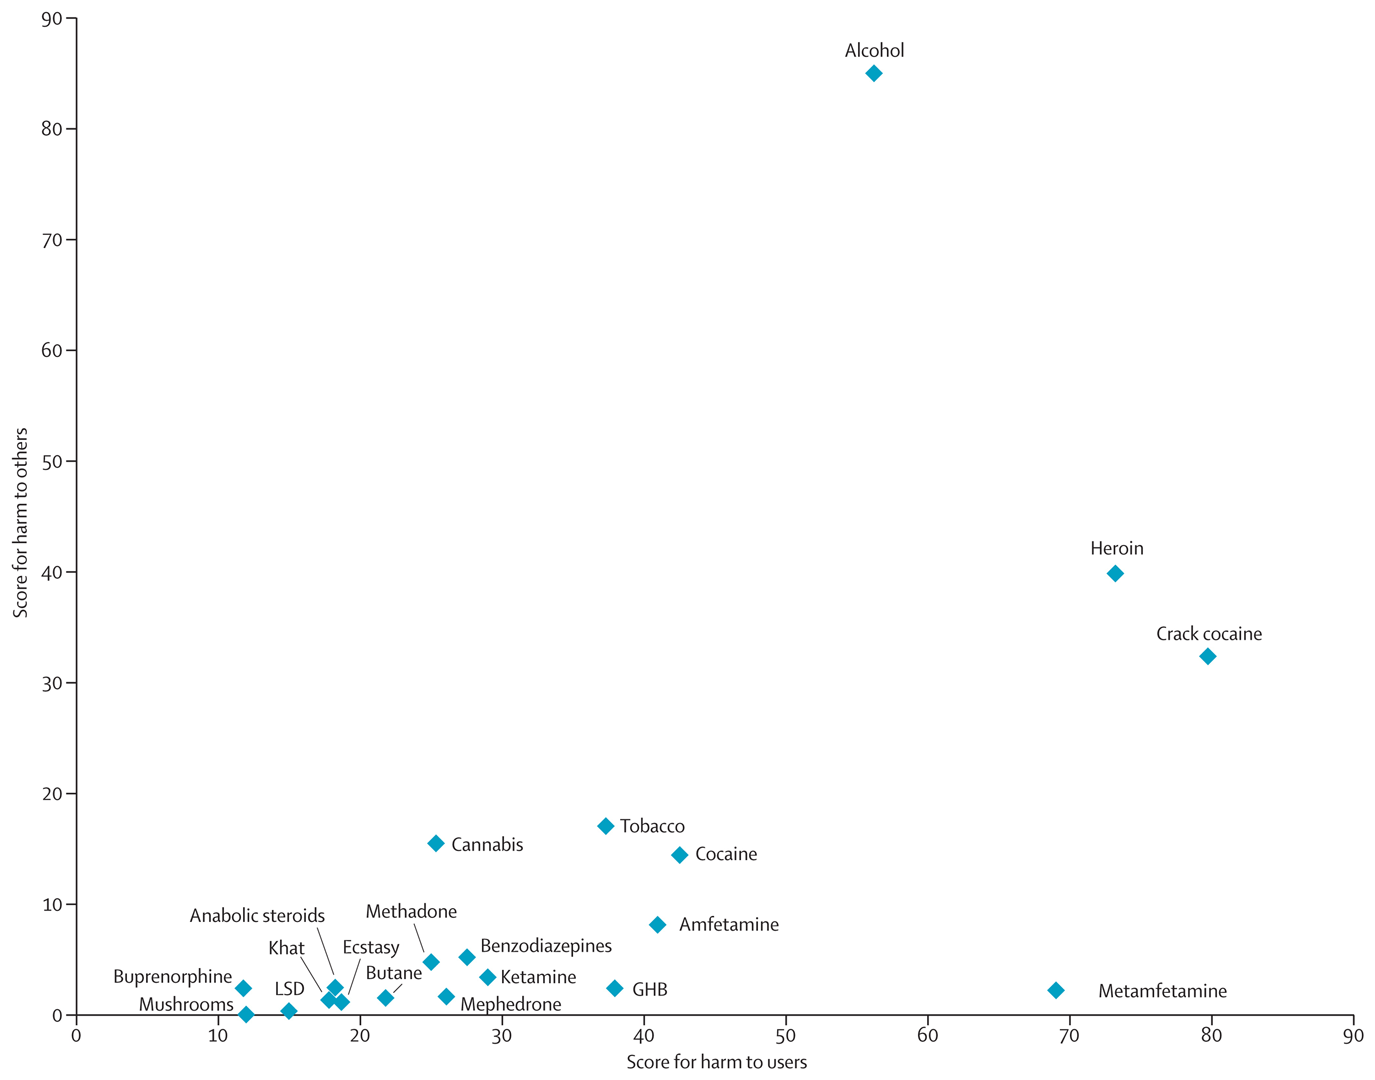 90
Alcohol
80
70
60
50
Score for harm to others
Heroin
40
Crack cocaine
30
20
Tobacco
Cannabis
Cocaine
10
Methadone
Anabolic steroids
Amfetamine
Benzodiazepines
Khat
Ecstasy
Butane
Buprenorphine
Ketamine
LSD
GHB
Metamfetamine
Mushrooms
Mephedrone
0
0 10 20 30 40 50 60 70 80 90
Score for harm to users